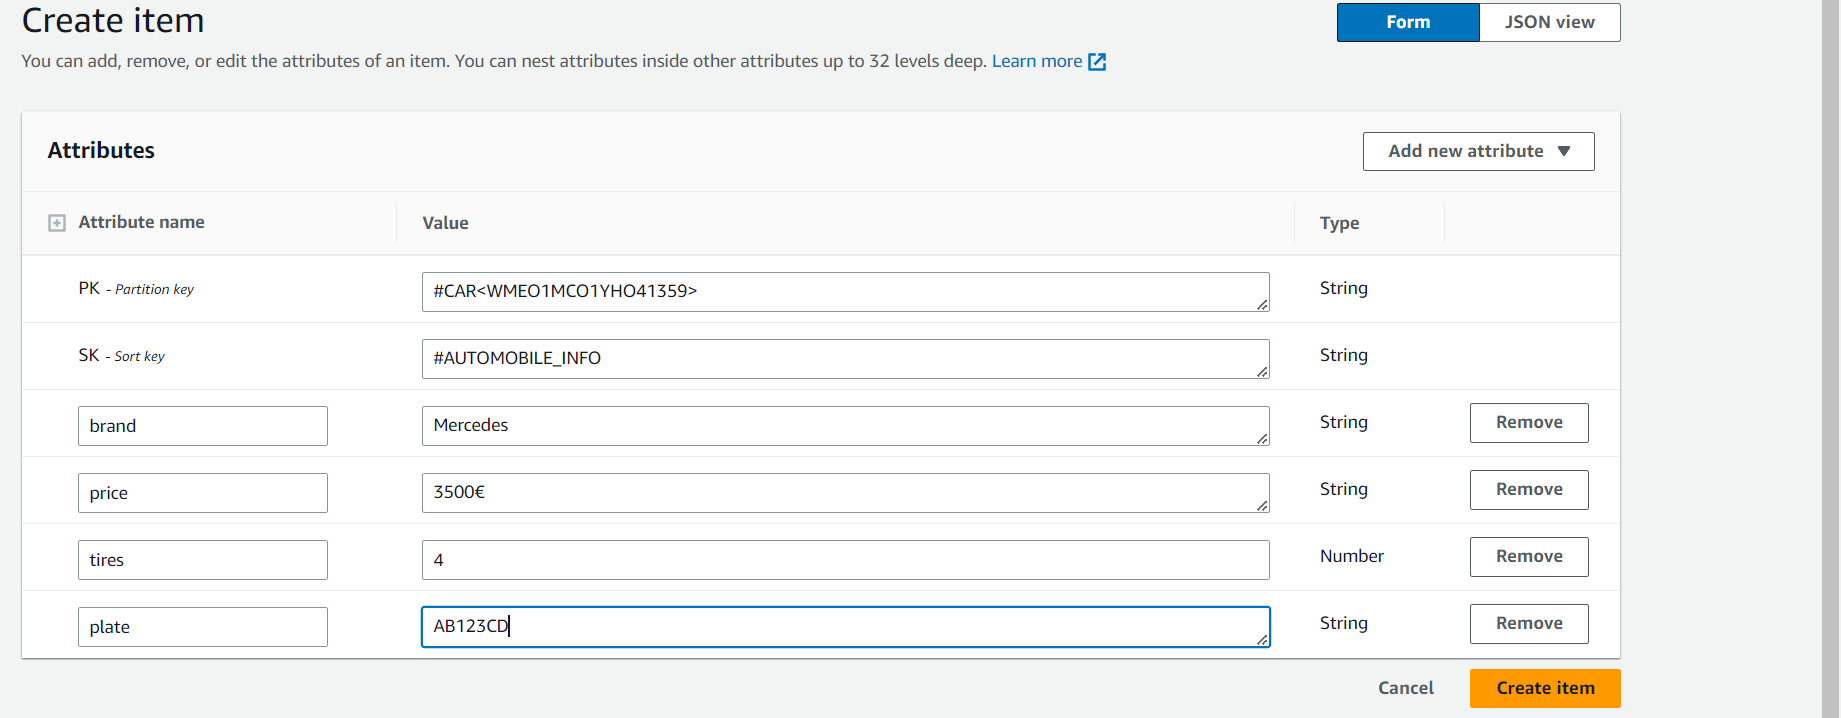 Create item
Form
JSON view
You can add, remove, or edit the attributes of an item. You can nest attributes inside other attributes up to 32 levels deep. Learn more
Attributes
Add new attribute
Attribute name
Value
Type
PK - Partition key
#CAR<WMEO1MCO1YHO41359>
String
SK - Sort key
#AUTOMOBILE_INFO
String
brand
Mercedes
String
Remove
price
3500€
String
Remove
tires
4
Number
Remove
plate
AB123CD
String
Remove
Cancel
Create item